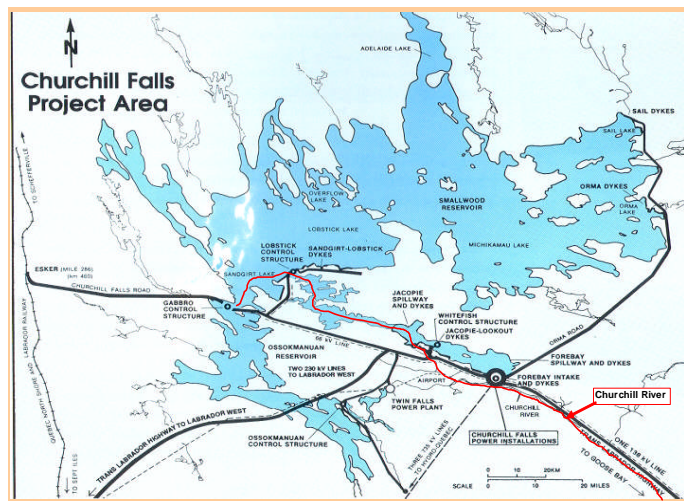 N
Churchill Falls
Project Area
ADELAIDE LAKE
SAIL DYKES
SAIL LAKE
ORMA DYKES
ORMA
LAKE
OVERFLOW
LAKE
SMALLWOOD
RESERVOIR
LOBSTICK LAKE
MICHIKAMAU LAKE
LOBSTICK
CONTROL
STRUCTURE
SANDGIRT-LOBSTICK
DYKES
TO SCHEFFERVILLE
ESKER (MILE 286)
(km 460)
SANDGIRT LAKE
CHURCHILL FALLS ROAD
GABBRO
CONTROL
STRUCTURE
JACOPIE
SPILLWAY
AND DYKES
WHITEFISH
CONTROL STRUCTURE
JACOPIE-LOOKOUT
DYKES
ORMA ROAD
66 kV LINE
OSSOKMANUAN
RESERVOIR
TWO 230 kV LINES
TO LABRADOR WEST
FOREBAY
SPILLWAY AND DYKES
FOREBAY INTAKE
AND DYKES
AIRPORT
TWIN FALLS
POWER PLANT
Churchill River
CHURCHILL
RIVER
QUEBEC NORTH SHORE AND LABRADOR RAILWAY
TRANS LABRADOR HIGHWAY TO LABRADOR WEST
OSSOKMANUAN
CONTROL STRUCTURE
CHURCHILL FALLS
POWER INSTALLATIONS
THREE 735 kV LINES
TO HYDRO-QUEBEC
ONE 138 kV LINE
TRANS LABRADOR HIGHWAY
TO GOOSE BAY
TO SEPT ILES
SCALE
0 10 20KM
0 10 20 MILES